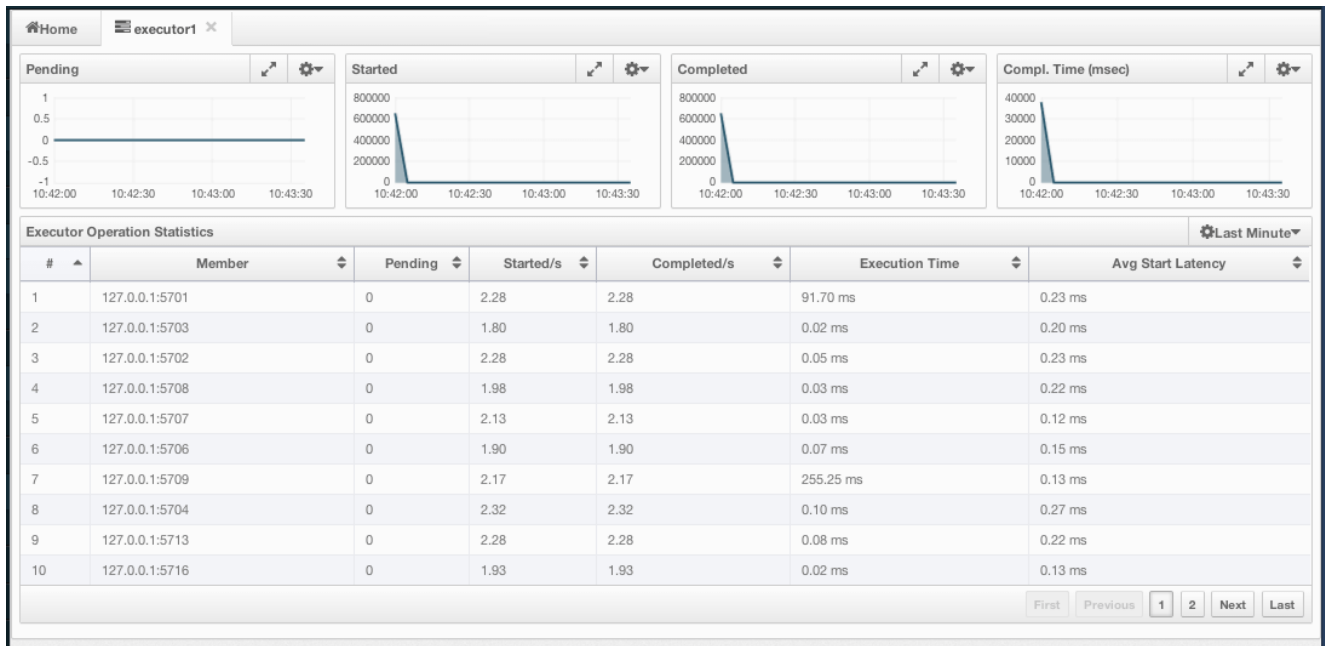 Home executor1
Pending Started Completed Compl. Time (msec)
1
0.5
0
-0.5
-1
10:42:00 10:42:30 10:43:00 10:43:30
800000
600000
400000
200000
0
10:42:00 10:42:30 10:43:00 10:43:30
800000
600000
400000
200000
0
10:42:00 10:42:30 10:43:00 10:43:30
40000
30000
20000
10000
0
10:42:00 10:42:30 10:43:00 10:43:30
Executor Operation Statistics Last Minute
# Member Pending Started/s Completed/s Execution Time Avg Start Latency
1 127.0.0.1:5701 0 2.28 2.28 91.70 ms 0.23 ms
2 127.0.0.1:5703 0 1.80 1.80 0.02 ms 0.20 ms
3 127.0.0.1:5702 0 2.28 2.28 0.05 ms 0.23 ms
4 127.0.0.1:5708 0 1.98 1.98 0.03 ms 0.22 ms
5 127.0.0.1:5707 0 2.13 2.13 0.03 ms 0.12 ms
6 127.0.0.1:5706 0 1.90 1.90 0.07 ms 0.15 ms
7 127.0.0.1:5709 0 2.17 2.17 255.25 ms 0.13 ms
8 127.0.0.1:5704 0 2.32 2.32 0.10 ms 0.27 ms
9 127.0.0.1:5713 0 2.28 2.28 0.08 ms 0.22 ms
10 127.0.0.1:5716 0 1.93 1.93 0.02 ms 0.13 ms
First Previous 1 2 Next Last